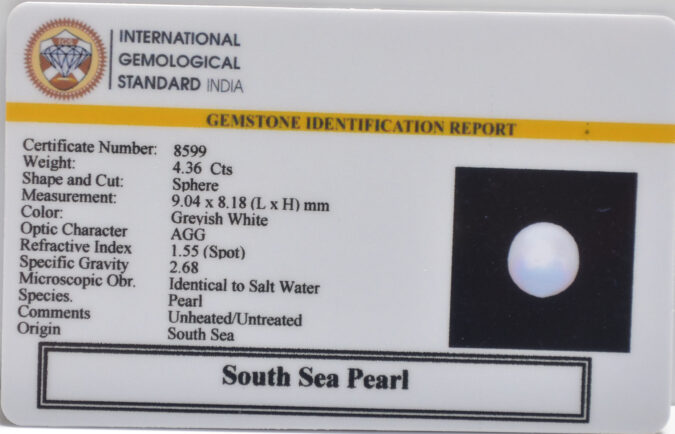 IGS
INTERNATIONAL
GEMOLOGICAL
STANDARD INDIA
GEMSTONE IDENTIFICATION REPORT
Certificate Number: 8599
Weight: 4.36 Cts
Shape and Cut: Sphere
Measurement: 9.04 x 8.18 (L x H) mm
Color: Greyish White
Optic Character AGG
Refractive Index 1.55 (Spot)
Specific Gravity 2.68
Microscopic Obr. Identical to Salt Water
Species. Pearl
Comments Unheated/Untreated
Origin South Sea
South Sea Pearl